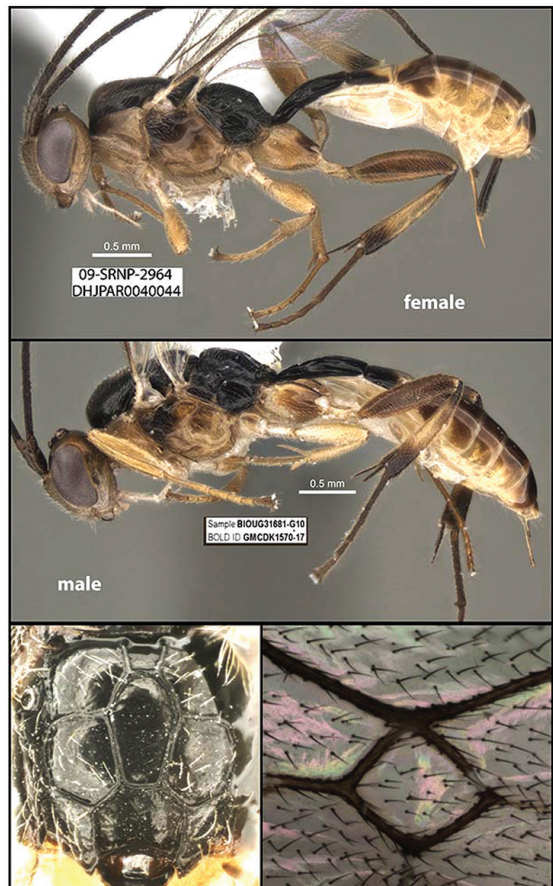 0.5 mm
09-SRNP-2964
DHJPAR0040044
female
0.5 mm
Sample BIOUG31681-G10
BOLD ID GMCDK1570-17
male